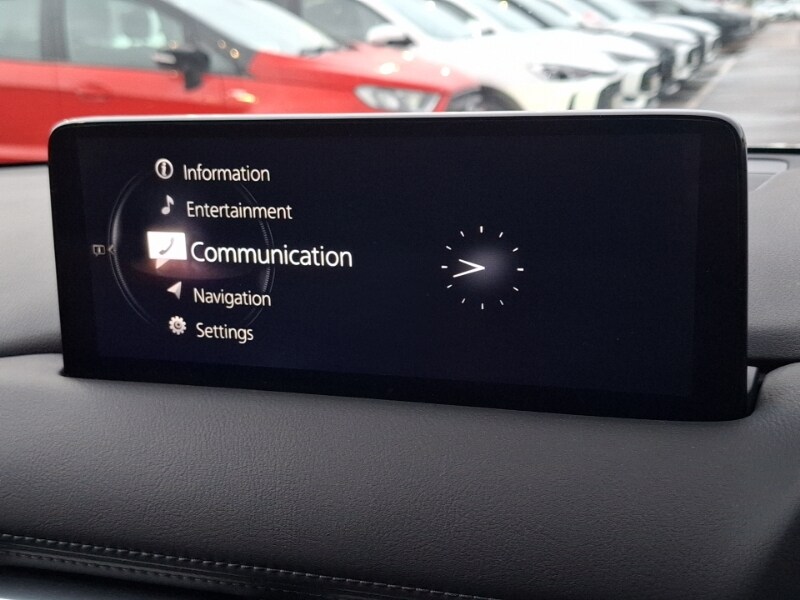 Information
Entertainment
Communication
Navigation
Settings